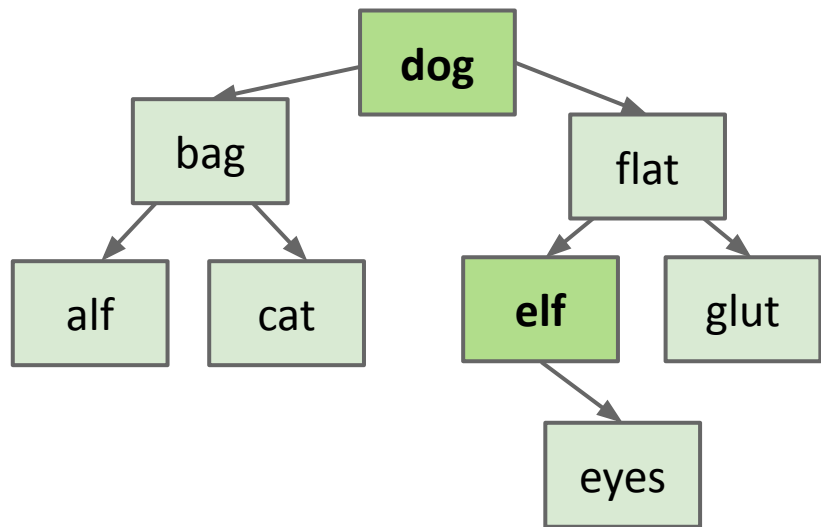 dog
bag
flat
alf
cat
elf
glut
eyes